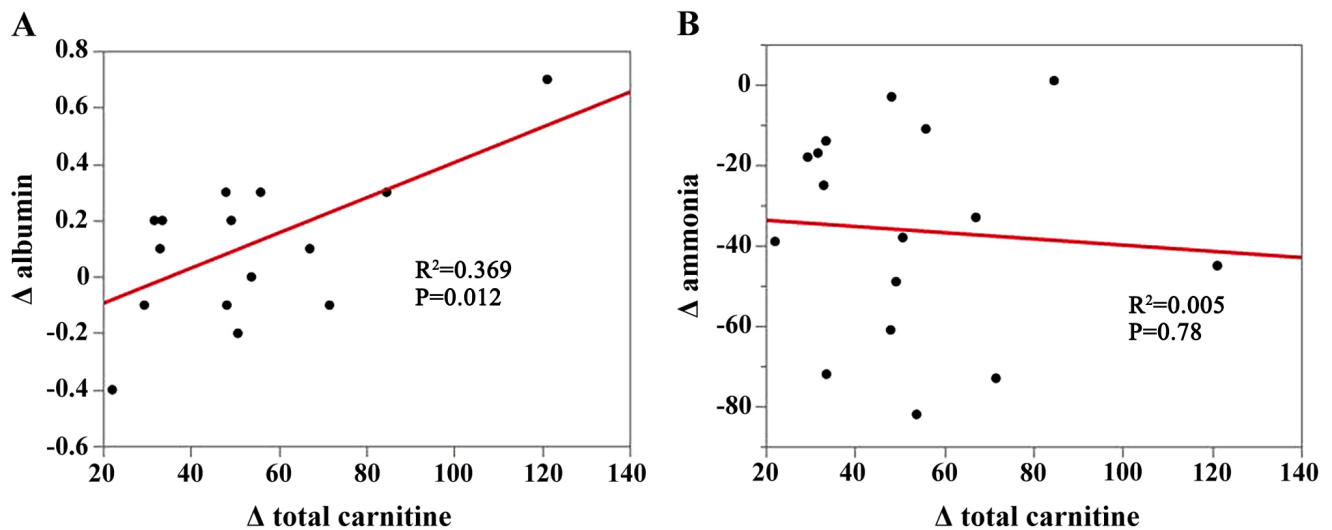 A
0.8
0.6
0.4
0.2
0
-0.2
-0.4
-0.6
Δ albumin
R²=0.369
P=0.012
20 40 60 80 100 120 140
Δ total carnitine
B
0
-20
-40
-60
-80
Δ ammonia
R²=0.005
P=0.78
20 40 60 80 100 120 140
Δ total carnitine